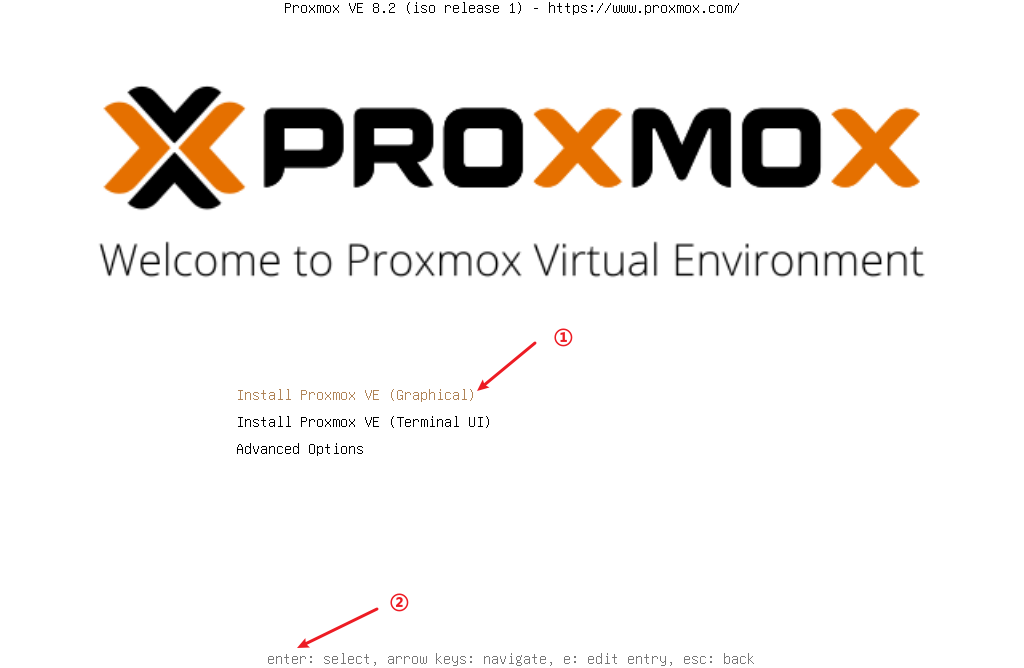 Proxmox VE 8.2 (iso release 1) - https://www.proxmox.com/
PROXMOX
Welcome to Proxmox Virtual Environment
①
Install Proxmox VE (Graphical)
Install Proxmox VE (Terminal UI)
Advanced Options
②
enter: select, arrow keys: navigate, e: edit entry, esc: back